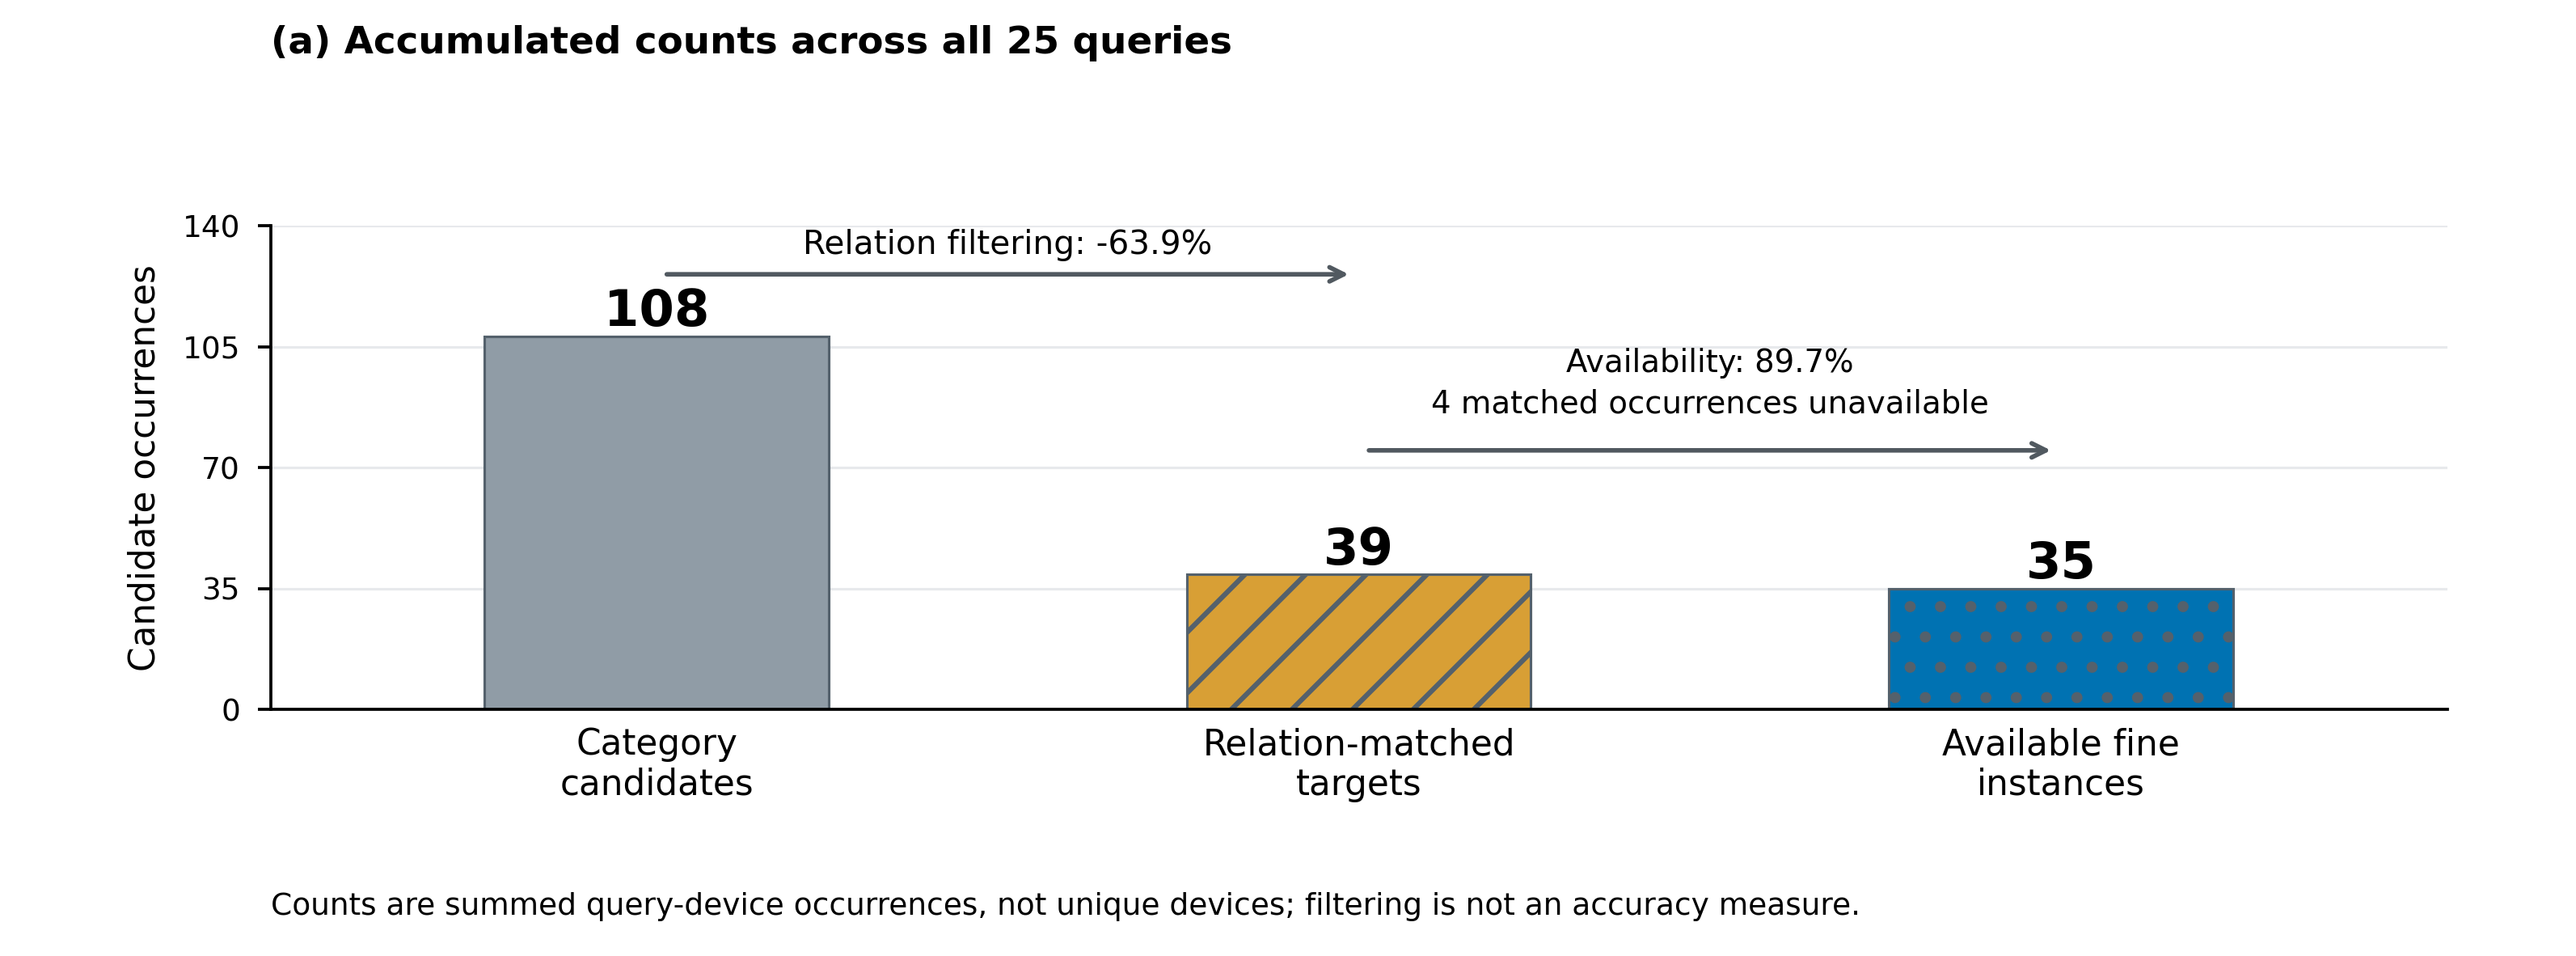 (a) Accumulated counts across all 25 queries
140
Relation filtering: -63.9%
108
105
Availability: 89.7%
4 matched occurrences unavailable
Candidate occurrences
70
39
35
35
0
Category
candidates
Relation-matched
targets
Available fine
instances
Counts are summed query-device occurrences, not unique devices; filtering is not an accuracy measure.